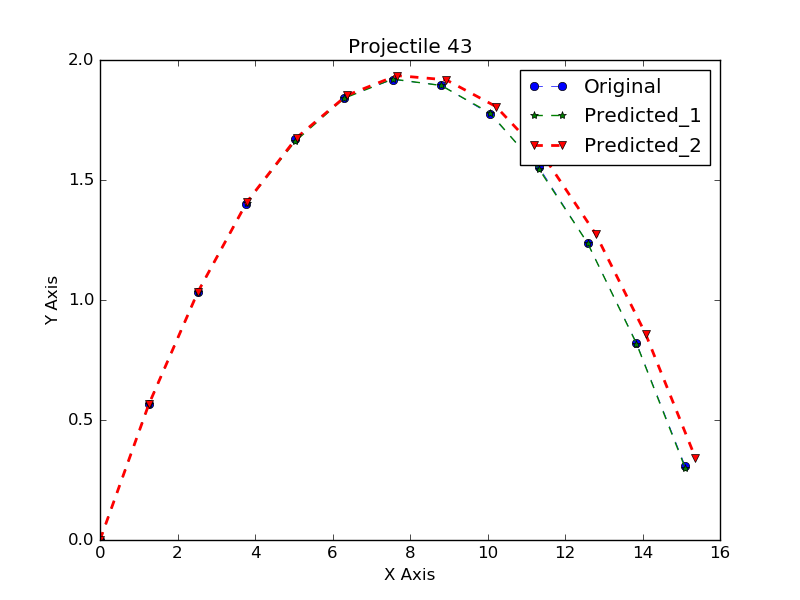 Projectile 43
Original
Predicted_1
Predicted_2
2.0
1.5
1.0
0.5
0.0
Y Axis
0 2 4 6 8 10 12 14 16
X Axis